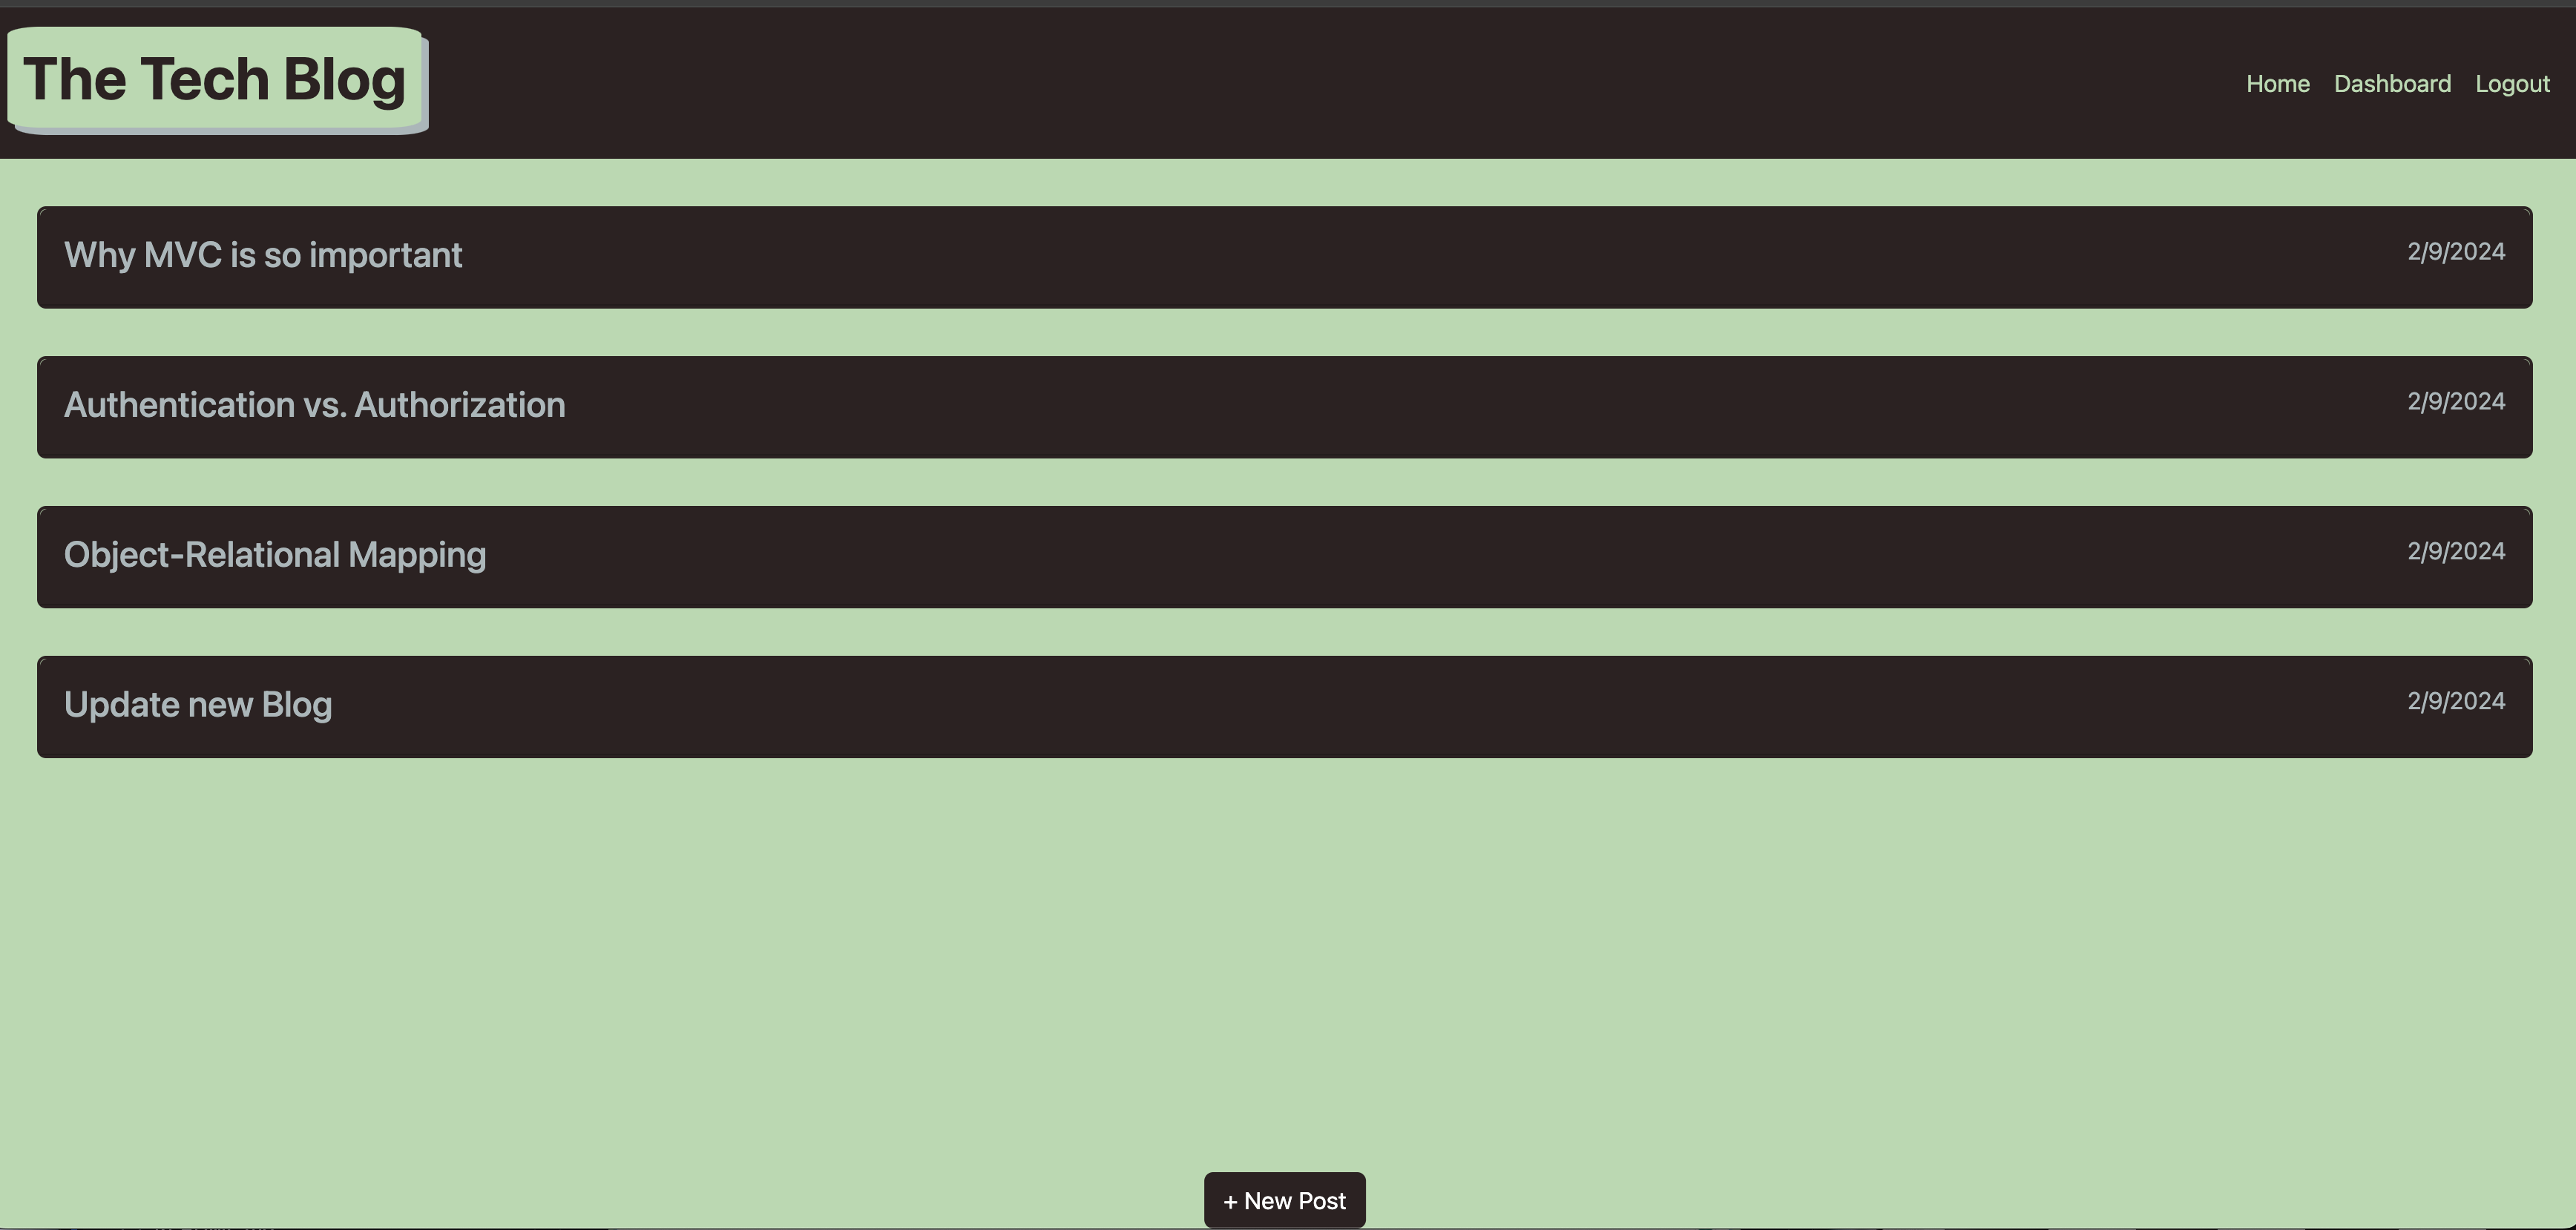 The Tech Blog
Home Dashboard Logout
Why MVC is so important 2/9/2024
Authentication vs. Authorization 2/9/2024
Object-Relational Mapping 2/9/2024
Update new Blog 2/9/2024
+ New Post